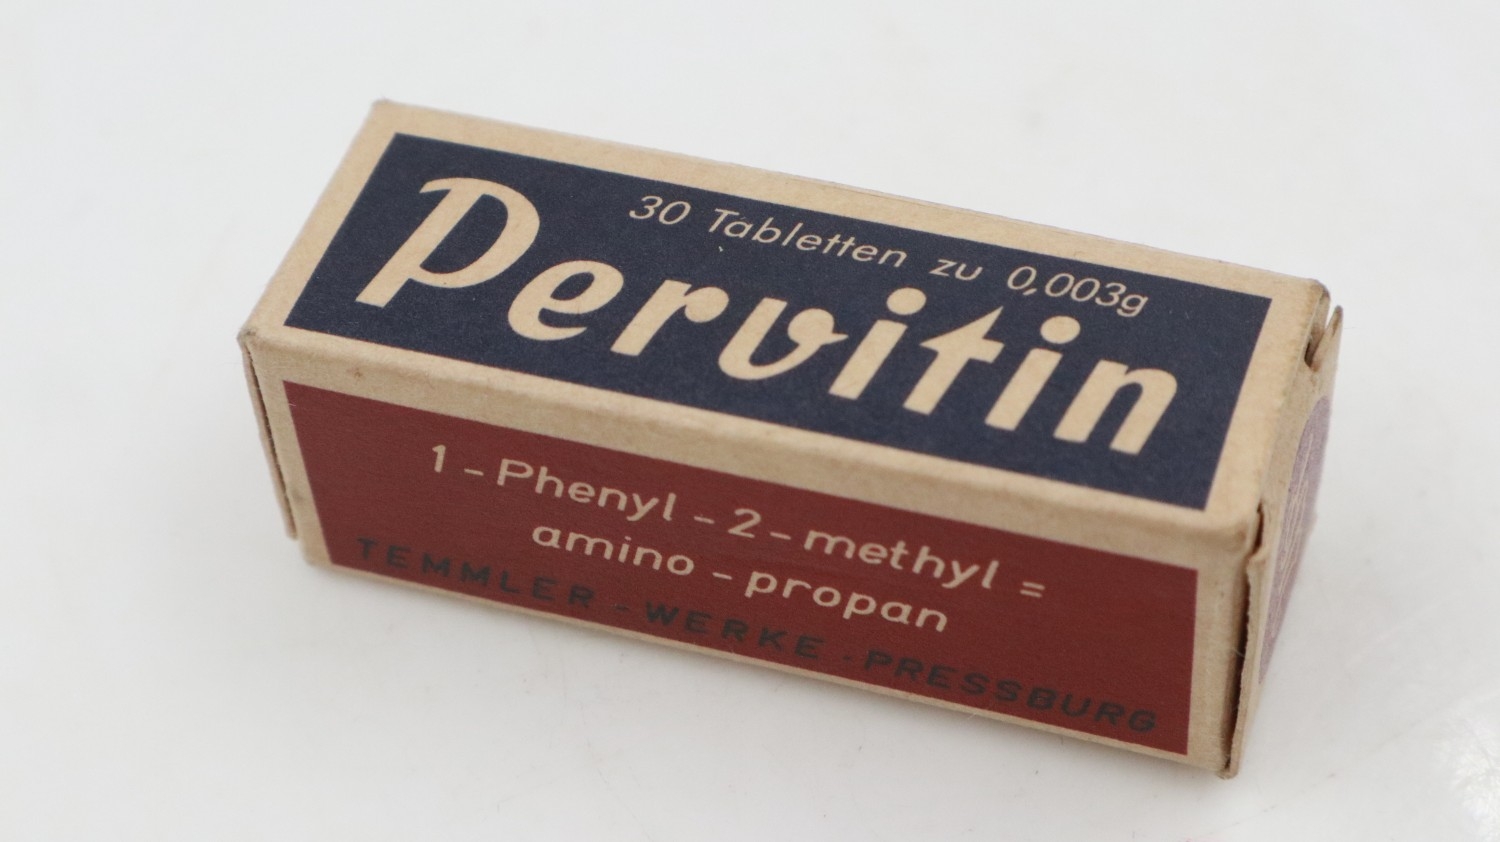 30 Tabletten zu 0,003g
Pervitin
1-Phenyl-2-methyl=
amino-propan
TEMMLER-WERKE-PRESSBURG